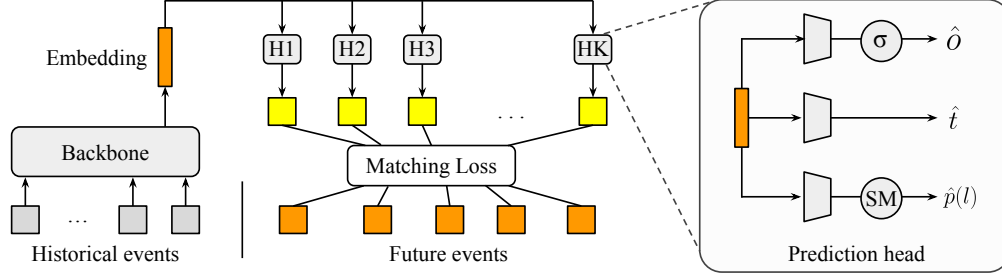 Embedding
H1 H2 H3 HK
... ...
Backbone
Matching Loss
Historical events
Future events
σ ô
t̂
SM p̂(l)
Prediction head